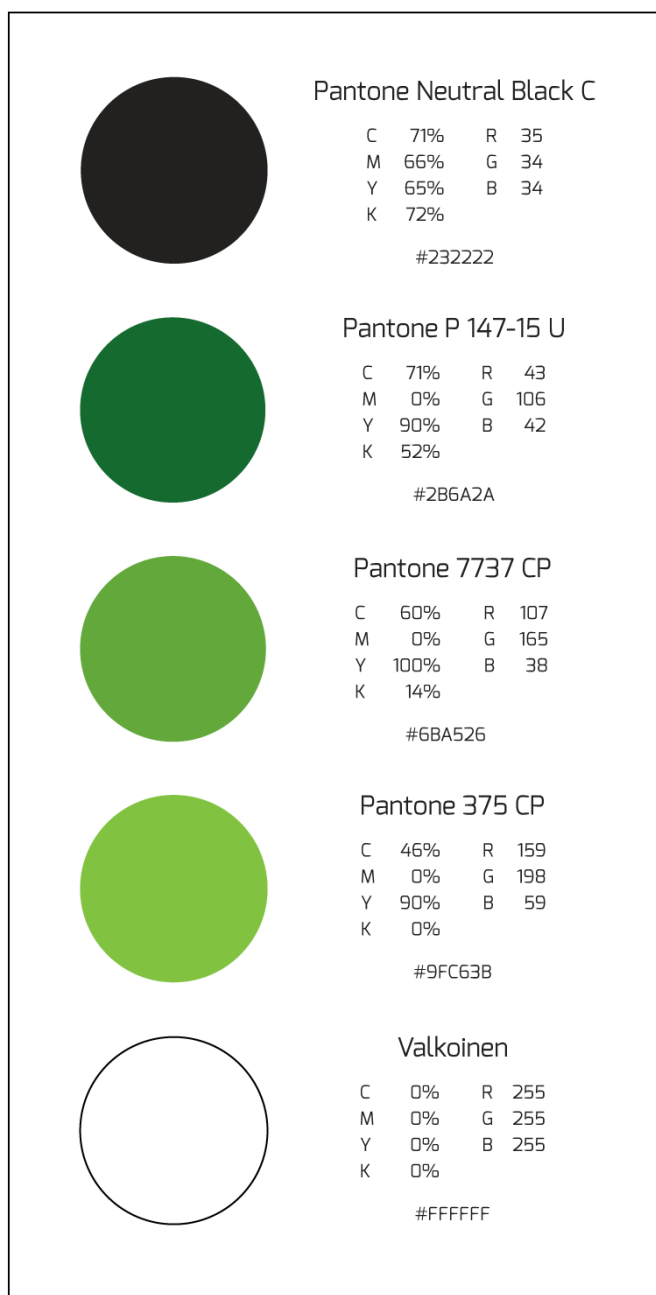 Pantone Neutral Black C
C 71% R 35
M 66% G 34
Y 65% B 34
K 72%
#232222
Pantone P 147-15 U
C 71% R 43
M 0% G 106
Y 90% B 42
K 52%
#2B6A2A
Pantone 7737 CP
C 60% R 107
M 0% G 165
Y 100% B 38
K 14%
#6BA526
Pantone 375 CP
C 46% R 159
M 0% G 198
Y 90% B 59
K 0%
#9FC63B
Valkoinen
C 0% R 255
M 0% G 255
Y 0% B 255
K 0%
#FFFFFF